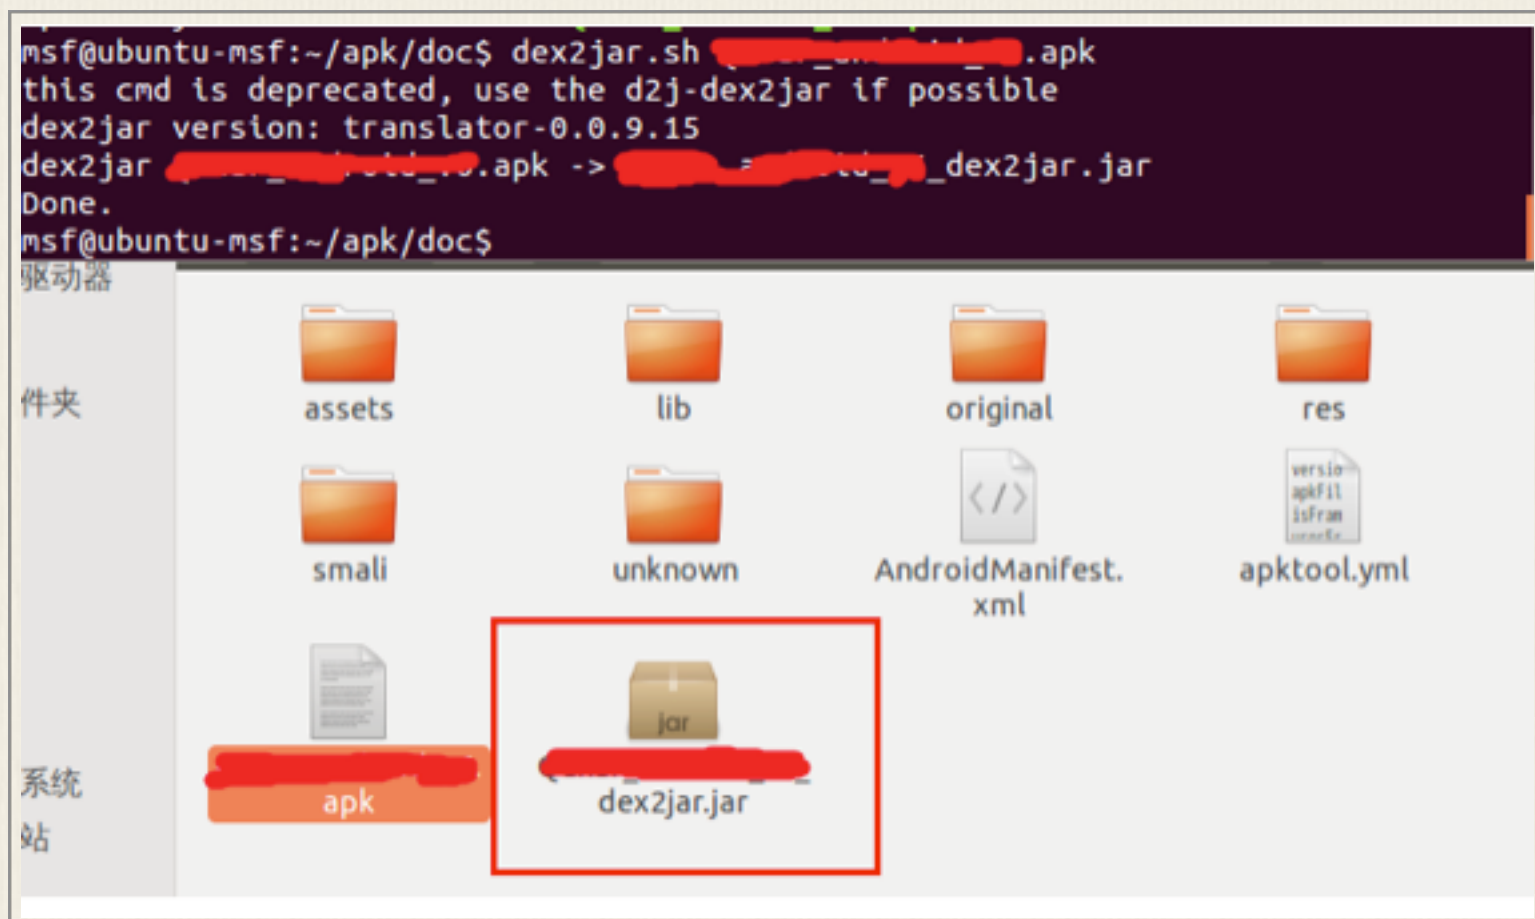 msf@ubuntu-msf:~/apk/doc$ dex2jar.sh .apk
this cmd is deprecated, use the d2j-dex2jar if possible
dex2jar version: translator-0.0.9.15
dex2jar .apk -> _dex2jar.jar
Done.
msf@ubuntu-msf:~/apk/doc$
驱动器
件夹
assets lib original res
versio
apkFil
isFram
smali unknown AndroidManifest.
xml apktool.yml
jar
apk dex2jar.jar
系统
站